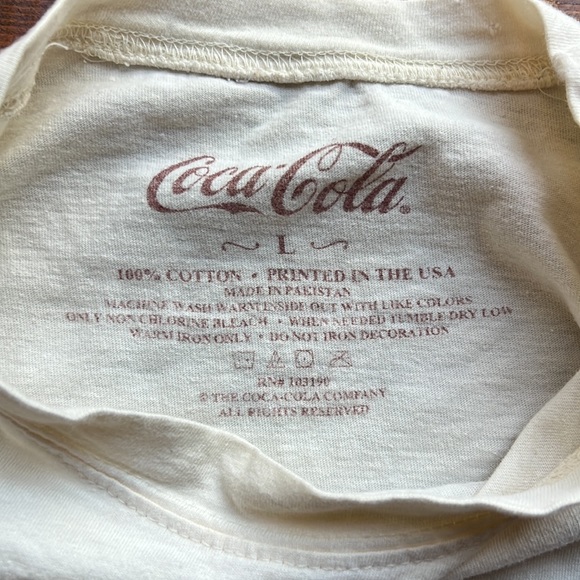 Coca-Cola®
~ L ~
100% COTTON • PRINTED IN THE USA
MADE IN PAKISTAN
MACHINE WASH WARM INSIDE OUT WITH LIKE COLORS
ONLY NON CHLORINE BLEACH • WHEN NEEDED TUMBLE DRY LOW
WARM IRON ONLY • DO NOT IRON DECORATION
RN# 103190
© THE COCA-COLA COMPANY
ALL RIGHTS RESERVED